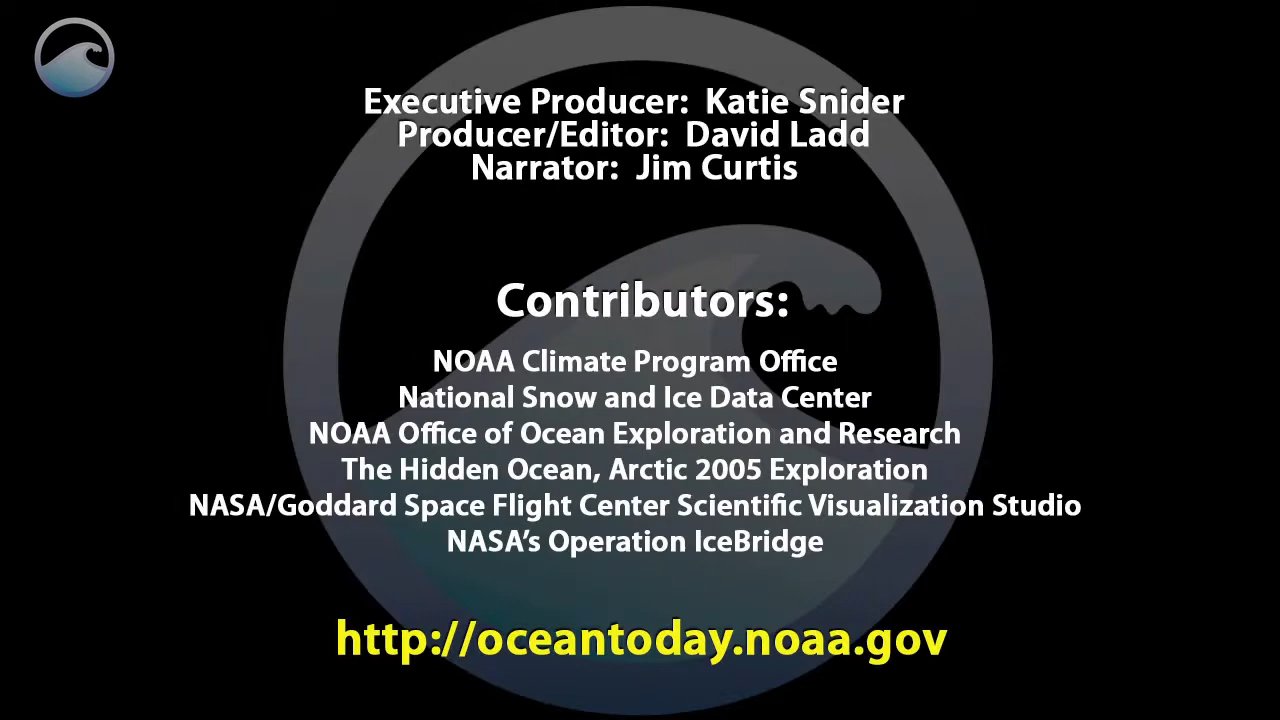 Executive Producer: Katie Snider
Producer/Editor: David Ladd
Narrator: Jim Curtis
Contributors:
NOAA Climate Program Office
National Snow and Ice Data Center
NOAA Office of Ocean Exploration and Research
The Hidden Ocean, Arctic 2005 Exploration
NASA/Goddard Space Flight Center Scientific Visualization Studio
NASA’s Operation IceBridge
http://oceantoday.noaa.gov